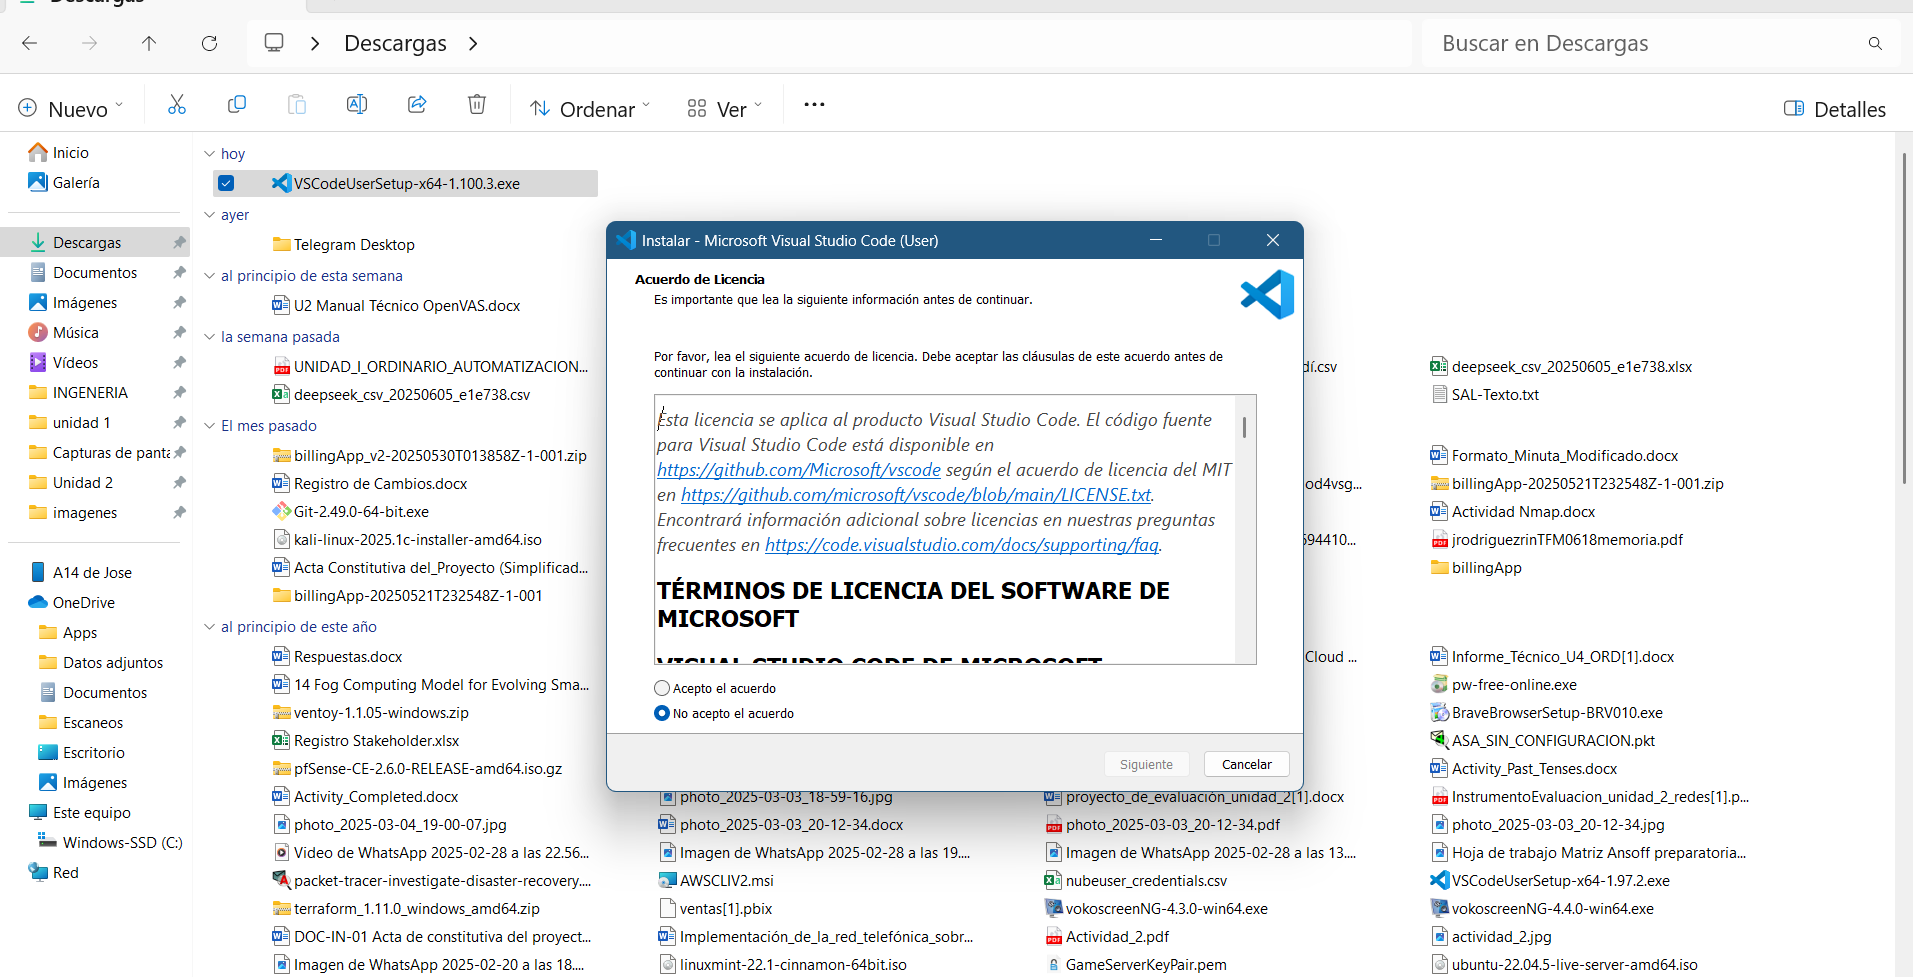 Descargas
Descargas
Buscar en Descargas
Nuevo
Ordenar
Ver
Detalles
Inicio
Galería
Descargas
Documentos
Imágenes
Música
Vídeos
INGENERIA
unidad 1
Capturas de panta
Unidad 2
imagenes
A14 de Jose
OneDrive
Apps
Datos adjuntos
Documentos
Escaneos
Escritorio
Imágenes
Este equipo
Windows-SSD (C:)
Red
hoy
VSCodeUserSetup-x64-1.100.3.exe
ayer
Telegram Desktop
al principio de esta semana
U2 Manual Técnico OpenVAS.docx
la semana pasada
UNIDAD_I_ORDINARIO_AUTOMATIZACION...
dí.csv
deepseek_csv_20250605_e1e738.xlsx
deepseek_csv_20250605_e1e738.csv
SAL-Texto.txt
El mes pasado
billingApp_v2-20250530T013858Z-1-001.zip
Formato_Minuta_Modificado.docx
Registro de Cambios.docx
od4vsg...
billingApp-20250521T232548Z-1-001.zip
Git-2.49.0-64-bit.exe
Actividad Nmap.docx
kali-linux-2025.1c-installer-amd64.iso
594410...
jrodriguezrinTFM0618memoria.pdf
Acta Constitutiva del_Proyecto (Simplificad...
billingApp
billingApp-20250521T232548Z-1-001
al principio de este año
Respuestas.docx
Cloud ...
Informe_Técnico_U4_ORD[1].docx
14 Fog Computing Model for Evolving Sma...
pw-free-online.exe
ventoy-1.1.05-windows.zip
BraveBrowserSetup-BRV010.exe
Registro Stakeholder.xlsx
ASA_SIN_CONFIGURACION.pkt
pfSense-CE-2.6.0-RELEASE-amd64.iso.gz
Activity_Past_Tenses.docx
Activity_Completed.docx
photo_2025-03-03_18-59-16.jpg
proyecto_de_evaluación_unidad_2[1].docx
InstrumentoEvaluacion_unidad_2_redes[1].p...
photo_2025-03-04_19-00-07.jpg
photo_2025-03-03_20-12-34.docx
photo_2025-03-03_20-12-34.pdf
photo_2025-03-03_20-12-34.jpg
Video de WhatsApp 2025-02-28 a las 22.56...
Imagen de WhatsApp 2025-02-28 a las 19....
Imagen de WhatsApp 2025-02-28 a las 13....
Hoja de trabajo Matriz Ansoff preparatoria...
packet-tracer-investigate-disaster-recovery....
AWSCLIV2.msi
nubeuser_credentials.csv
VSCodeUserSetup-x64-1.97.2.exe
terraform_1.11.0_windows_amd64.zip
ventas[1].pbix
vokoscreenNG-4.3.0-win64.exe
vokoscreenNG-4.4.0-win64.exe
DOC-IN-01 Acta de constitutiva del proyect...
Implementación_de_la_red_telefónica_sobr...
Actividad_2.pdf
actividad_2.jpg
Imagen de WhatsApp 2025-02-20 a las 18....
linuxmint-22.1-cinnamon-64bit.iso
GameServerKeyPair.pem
ubuntu-22.04.5-live-server-amd64.iso
Instalar - Microsoft Visual Studio Code (User)
Acuerdo de Licencia
Es importante que lea la siguiente información antes de continuar.
Por favor, lea el siguiente acuerdo de licencia. Debe aceptar las cláusulas de este acuerdo antes de
continuar con la instalación.
Esta licencia se aplica al producto Visual Studio Code. El código fuente
para Visual Studio Code está disponible en
https://github.com/Microsoft/vscode según el acuerdo de licencia del MIT
en https://github.com/microsoft/vscode/blob/main/LICENSE.txt.
Encontrará información adicional sobre licencias en nuestras preguntas
frecuentes en https://code.visualstudio.com/docs/supporting/faq.
TÉRMINOS DE LICENCIA DEL SOFTWARE DE
MICROSOFT
VISUAL STUDIO CODE DE MICROSOFT
Acepto el acuerdo
No acepto el acuerdo
Siguiente
Cancelar